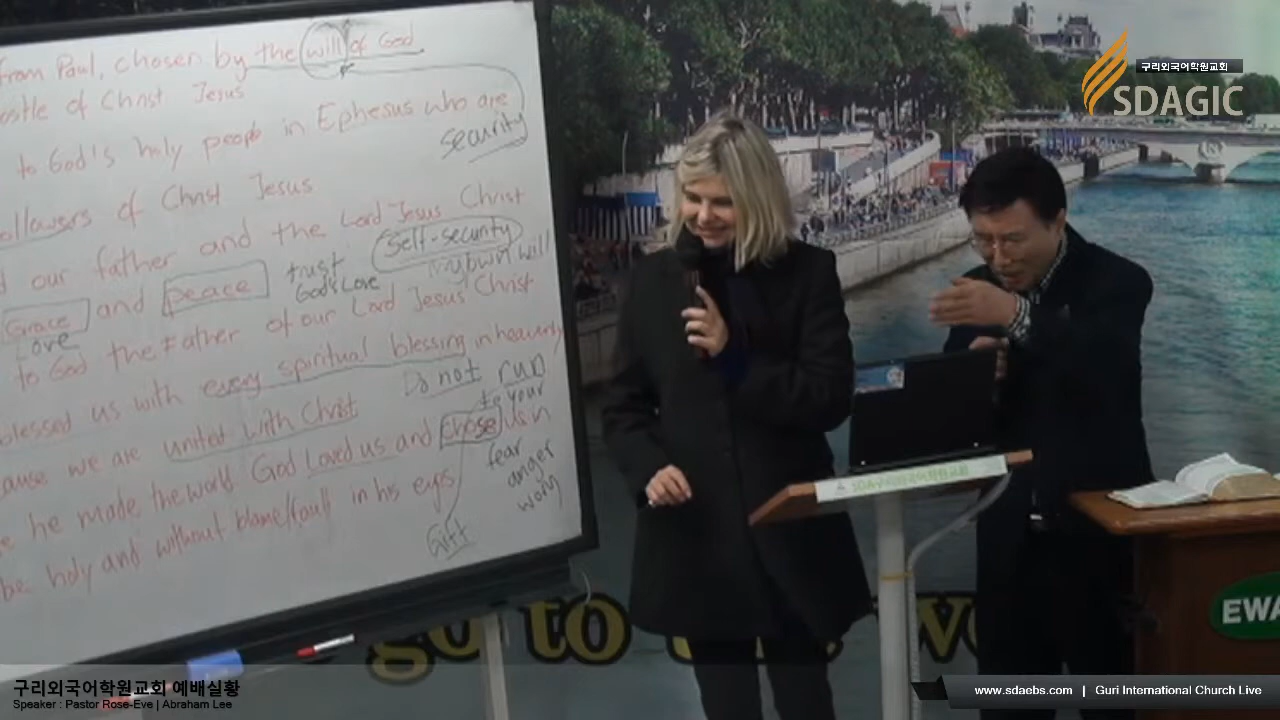 from Paul, chosen by the will of God
ostle of Christ Jesus
to God's holy people in Ephesus who are
security
ollowers of Christ Jesus
d our father and the Lord Jesus Christ
self-security
my own will
Grace and peace
trust
God's Love
Love
to God the Father of our Lord Jesus Christ
blessed us with every spiritual blessing in heavenly
Do not run
to your
ause we are united with Christ
e he made the world God Loved us and chose us in
fear
anger
worry
be holy and without blame/fault in his eyes
Gift
구리외국어학원교회
SDAGIC
SDA구리외국어학원교회
EWA
go to
구리외국어학원교회 예배실황
Speaker : Pastor Rose-Eve | Abraham Lee
www.sdaebs.com | Guri International Church Live